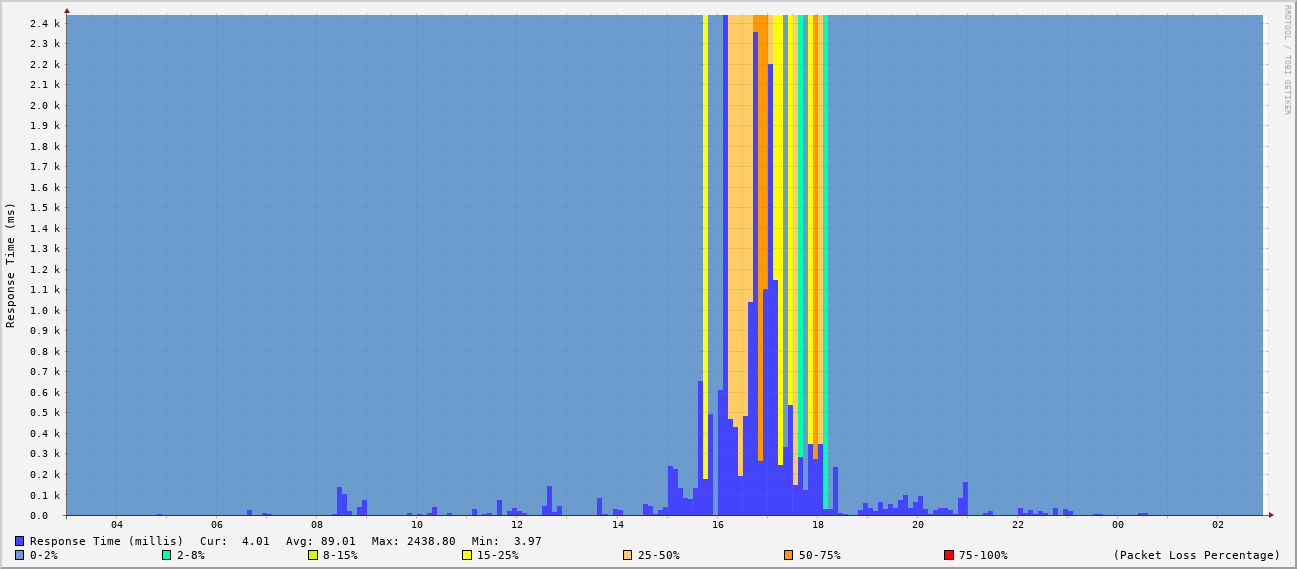 RRDTOOL / TOBI OETIKER
Response Time (ms)
2.4 k
2.3 k
2.2 k
2.1 k
2.0 k
1.9 k
1.8 k
1.7 k
1.6 k
1.5 k
1.4 k
1.3 k
1.2 k
1.1 k
1.0 k
0.9 k
0.8 k
0.7 k
0.6 k
0.5 k
0.4 k
0.3 k
0.2 k
0.1 k
0.0
04 06 08 10 12 14 16 18 20 22 00 02
Response Time (millis) Cur: 4.01 Avg: 89.01 Max: 2438.80 Min: 3.97
0-2% 2-8% 8-15% 15-25% 25-50% 50-75% 75-100% (Packet Loss Percentage)